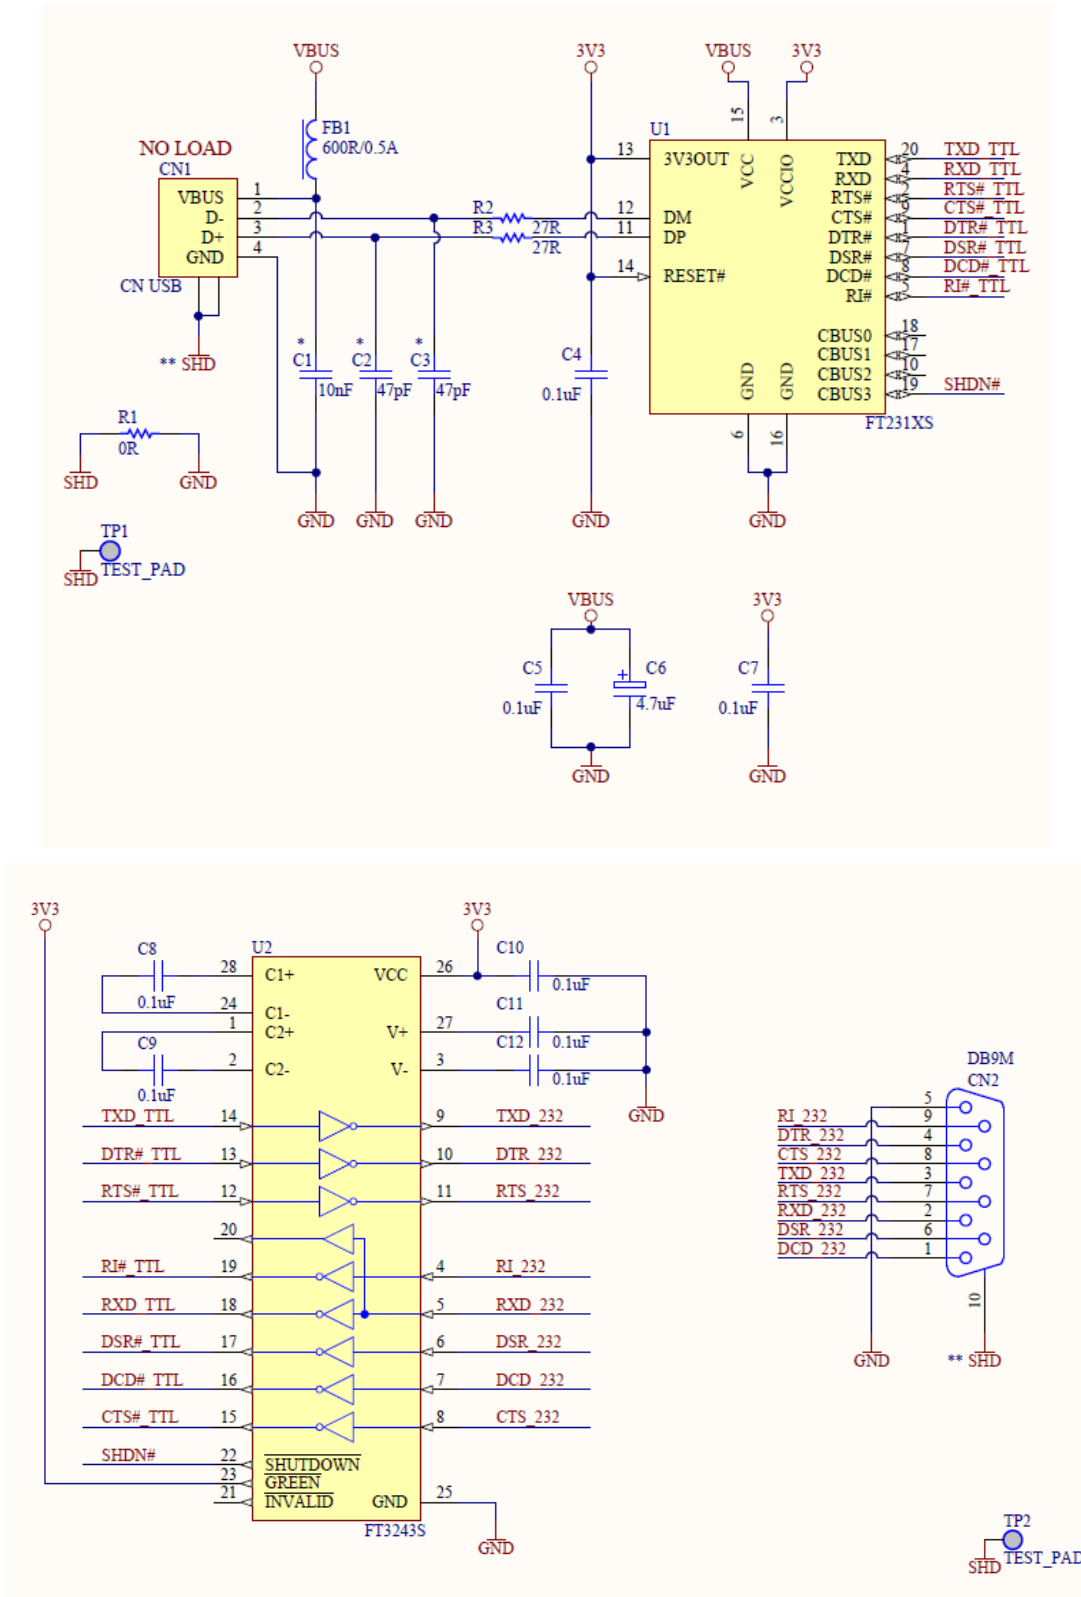 VBUS
3V3
VBUS
3V3
FB1
600R/0.5A
NO LOAD
CN1
VBUS 1
D- 2
D+ 3
GND 4
CN USB
** SHD
R2
27R
R3
27R
U1
13 3V3OUT
12 DM
11 DP
14 RESET#
15
VCC
3
VCCIO
TXD 20 TXD_TTL
RXD 4 RXD_TTL
RTS# 2 RTS#_TTL
CTS# 9 CTS#_TTL
DTR# 1 DTR#_TTL
DSR# 7 DSR#_TTL
DCD# 8 DCD#_TTL
RI# 5 RI#_TTL
CBUS0 18
CBUS1 17
CBUS2 10
CBUS3 19 SHDN#
GND
6
GND
16
FT231XS
*
C1
10nF
*
C2
47pF
*
C3
47pF
C4
0.1uF
R1
0R
SHD
GND
GND
GND
GND
GND
GND
TP1
SHD
TEST_PAD
VBUS
3V3
C5
0.1uF
C6
+
4.7uF
C7
0.1uF
GND
GND
3V3
3V3
U2
C8
0.1uF
C9
0.1uF
28 C1+
24 C1-
1 C2+
2 C2-
VCC 26
V+ 27
V- 3
C10
0.1uF
C11
0.1uF
C12
0.1uF
GND
TXD_TTL 14 9 TXD_232
DTR#_TTL 13 10 DTR_232
RTS#_TTL 12 11 RTS_232
20
RI#_TTL 19 4 RI_232
RXD_TTL 18 5 RXD_232
DSR#_TTL 17 6 DSR_232
DCD#_TTL 16 7 DCD_232
CTS#_TTL 15 8 CTS_232
SHDN# 22 SHUTDOWN
23 GREEN
21 INVALID
GND 25
FT3243S
GND
DB9M
CN2
5
RI_232 9
DTR_232 4
CTS_232 8
TXD_232 3
RTS_232 7
RXD_232 2
DSR_232 6
DCD_232 1
10
GND
** SHD
TP2
SHD
TEST_PAD